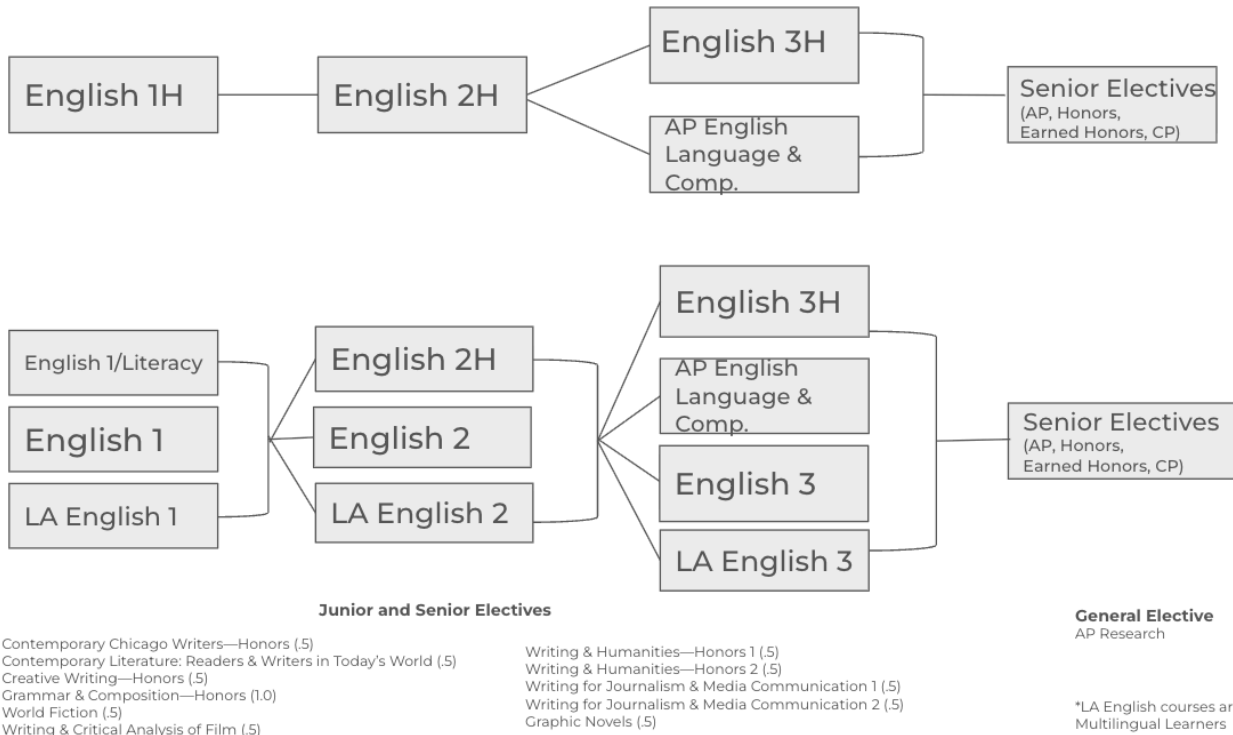 English 1H
English 2H
English 3H
AP English
Language &
Comp.
Senior Electives
(AP, Honors,
Earned Honors, CP)
English 1/Literacy
English 1
LA English 1
English 2H
English 2
LA English 2
English 3H
AP English
Language &
Comp.
English 3
LA English 3
Senior Electives
(AP, Honors,
Earned Honors, CP)
Junior and Senior Electives
Contemporary Chicago Writers—Honors (.5)
Contemporary Literature: Readers & Writers in Today's World (.5)
Creative Writing—Honors (.5)
Grammar & Composition—Honors (1.0)
World Fiction (.5)
Writing & Critical Analysis of Film (.5)
Writing & Humanities—Honors 1 (.5)
Writing & Humanities—Honors 2 (.5)
Writing for Journalism & Media Communication 1 (.5)
Writing for Journalism & Media Communication 2 (.5)
Graphic Novels (.5)
General Elective
AP Research
*LA English courses
Multilingual Learners